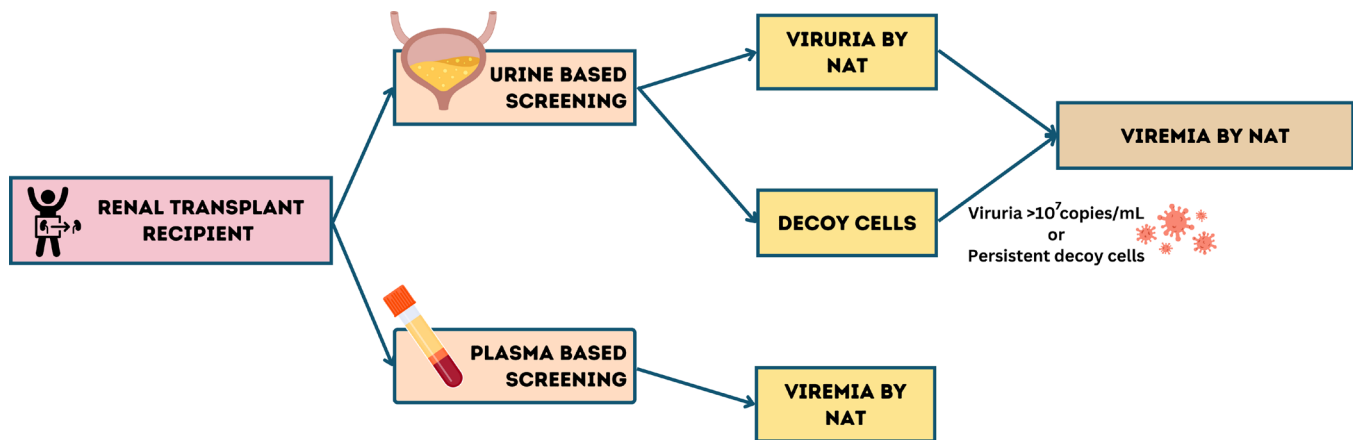 RENAL TRANSPLANT
RECIPIENT
URINE BASED
SCREENING
PLASMA BASED
SCREENING
VIRURIA BY
NAT
DECOY CELLS
VIREMIA BY
NAT
VIREMIA BY NAT
Viruria >10⁷copies/mL
or
Persistent decoy cells